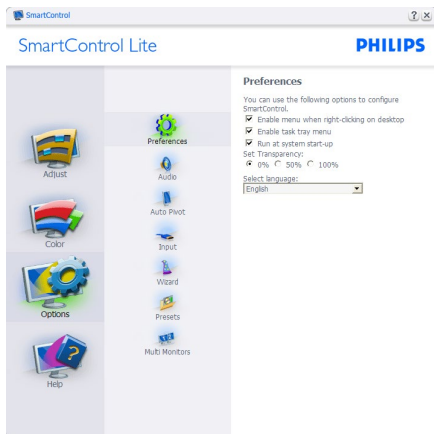 SmartControl
SmartControl Lite
PHILIPS
Adjust
Color
Options
Help
Preferences
Audio
Auto Pivot
Input
Wizard
Presets
Multi Monitors
Preferences
You can use the following options to configure
SmartControl.
Enable menu when right-clicking on desktop
Enable task tray menu
Run at system start-up
Set Transparency:
0% 50% 100%
Select language:
English